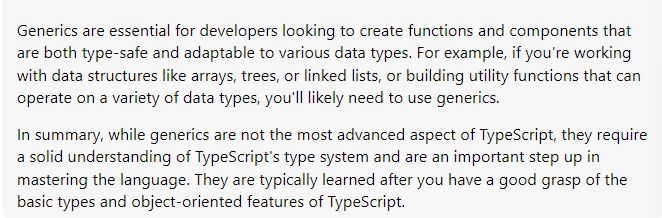 Generics are essential for developers looking to create functions and components that
are both type-safe and adaptable to various data types. For example, if you're working
with data structures like arrays, trees, or linked lists, or building utility functions that can
operate on a variety of data types, you'll likely need to use generics.
In summary, while generics are not the most advanced aspect of TypeScript, they require
a solid understanding of TypeScript's type system and are an important step up in
mastering the language. They are typically learned after you have a good grasp of the
basic types and object-oriented features of TypeScript.